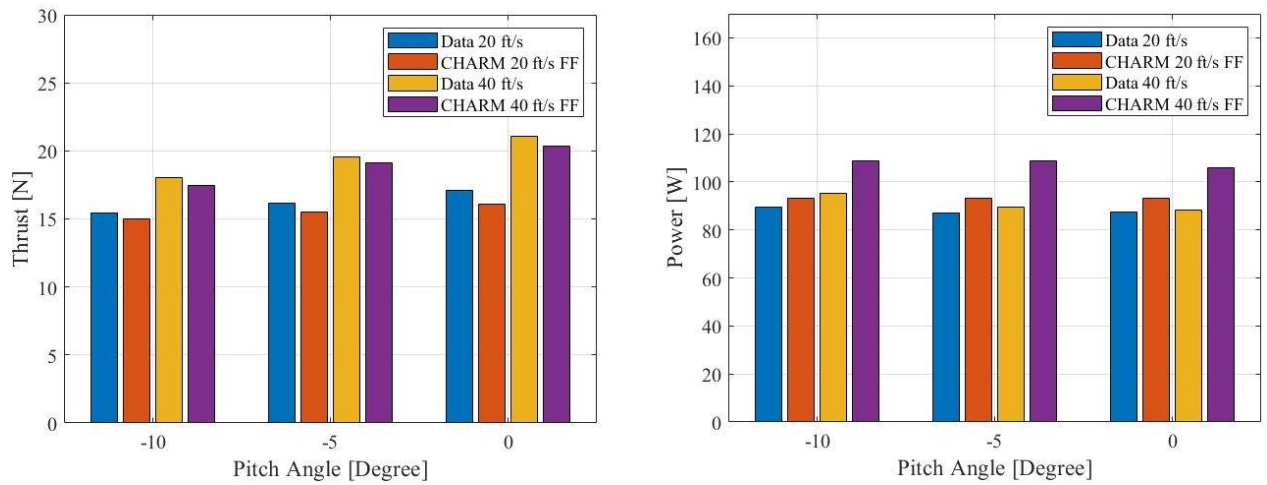 30
25
20
15
10
5
0
Thrust [N]
Data 20 ft/s
CHARM 20 ft/s FF
Data 40 ft/s
CHARM 40 ft/s FF
-10 -5 0
Pitch Angle [Degree]
160
140
120
100
80
60
40
20
0
Power [W]
Data 20 ft/s
CHARM 20 ft/s FF
Data 40 ft/s
CHARM 40 ft/s FF
-10 -5 0
Pitch Angle [Degree]